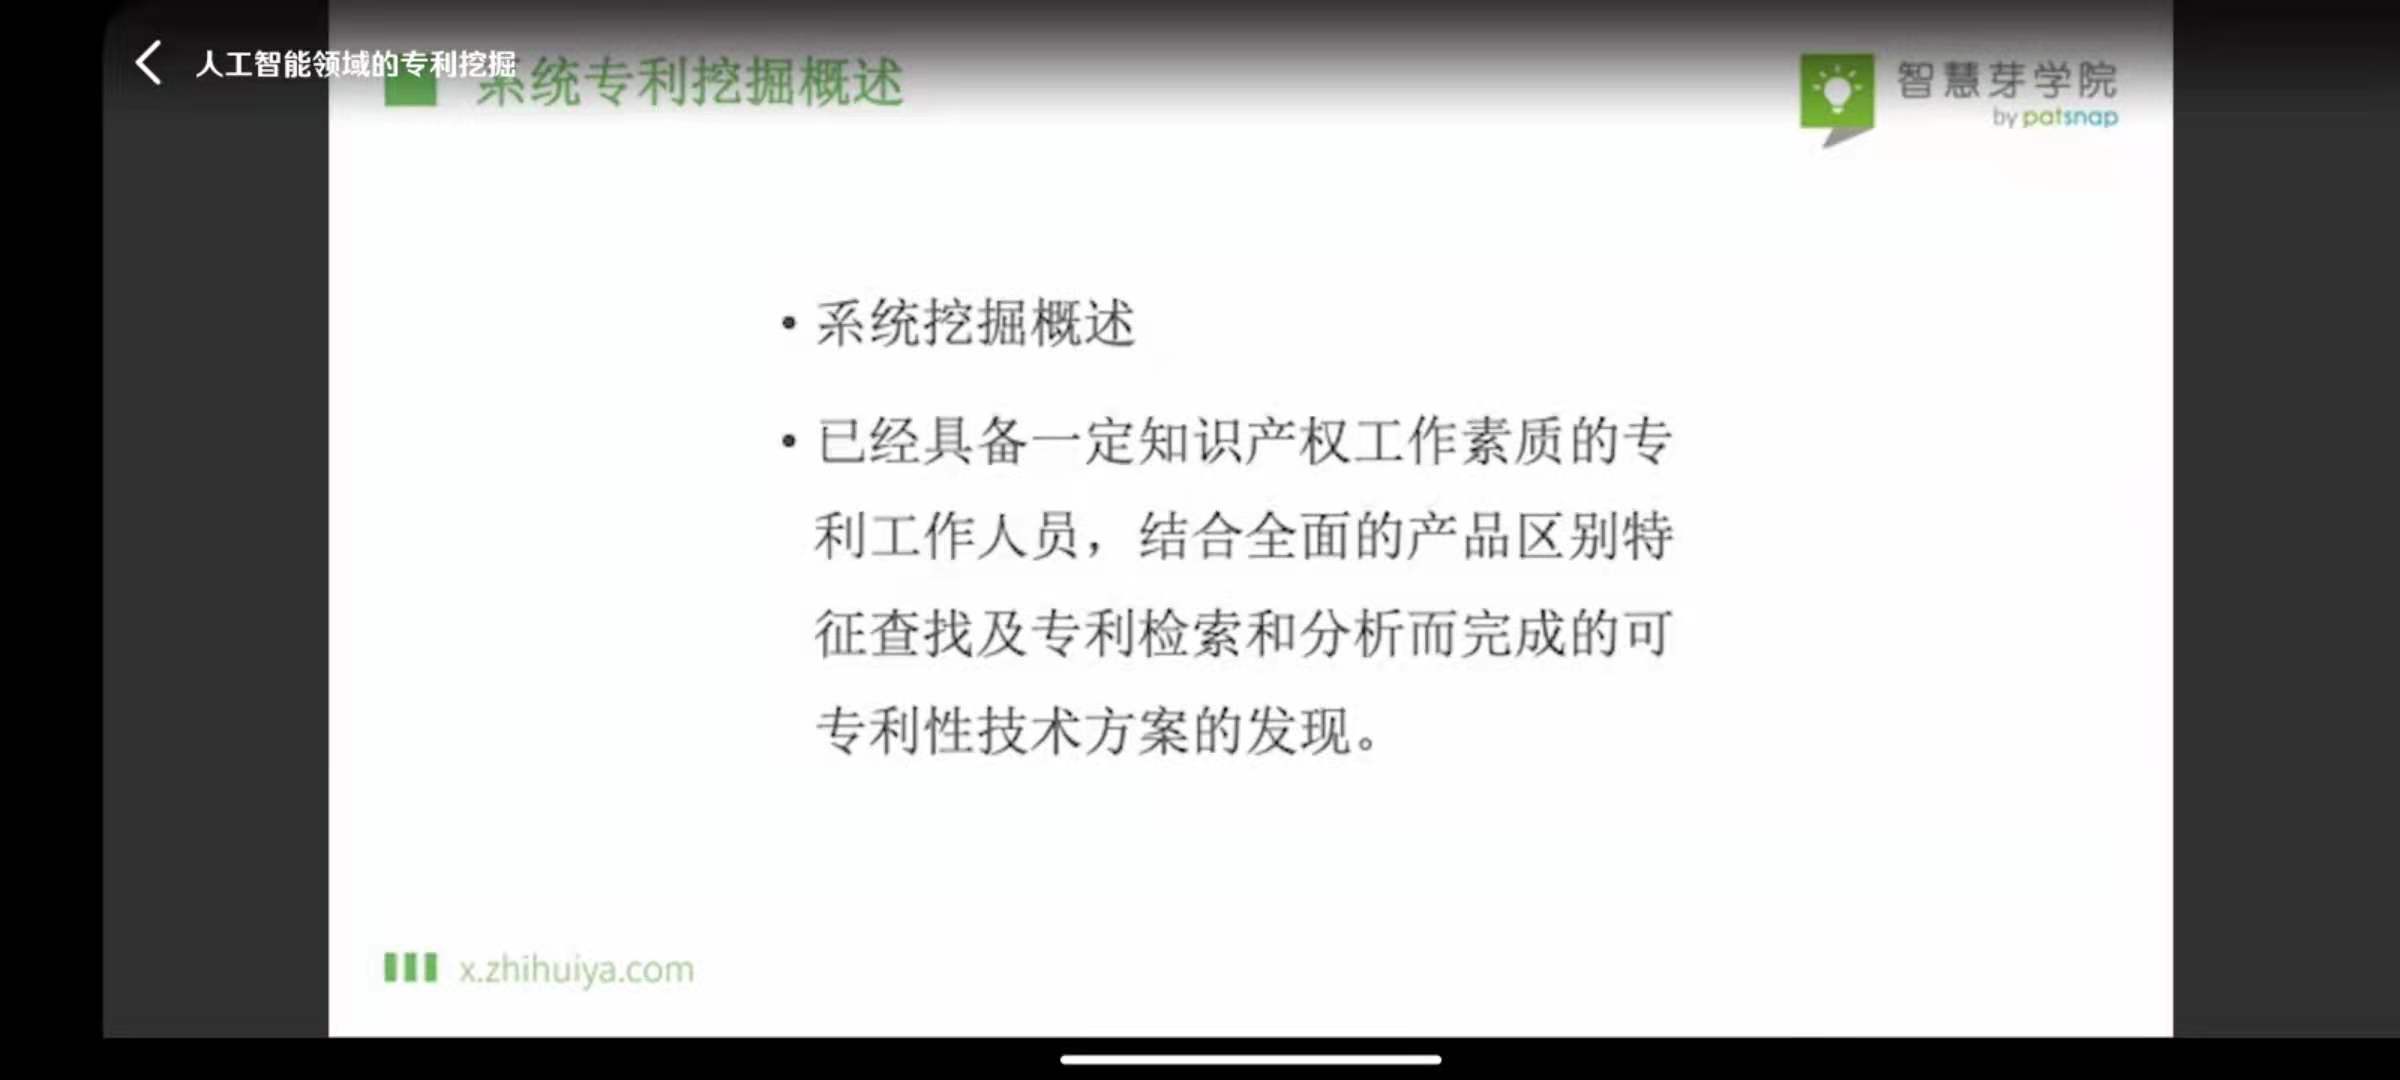 人工智能领域的专利挖掘
系统专利挖掘概述
智慧芽学院
by patsnap
• 系统挖掘概述
• 已经具备一定知识产权工作素质的专
利工作人员，结合全面的产品区别特
征查找及专利检索和分析而完成的可
专利性技术方案的发现。
x.zhihuiya.com